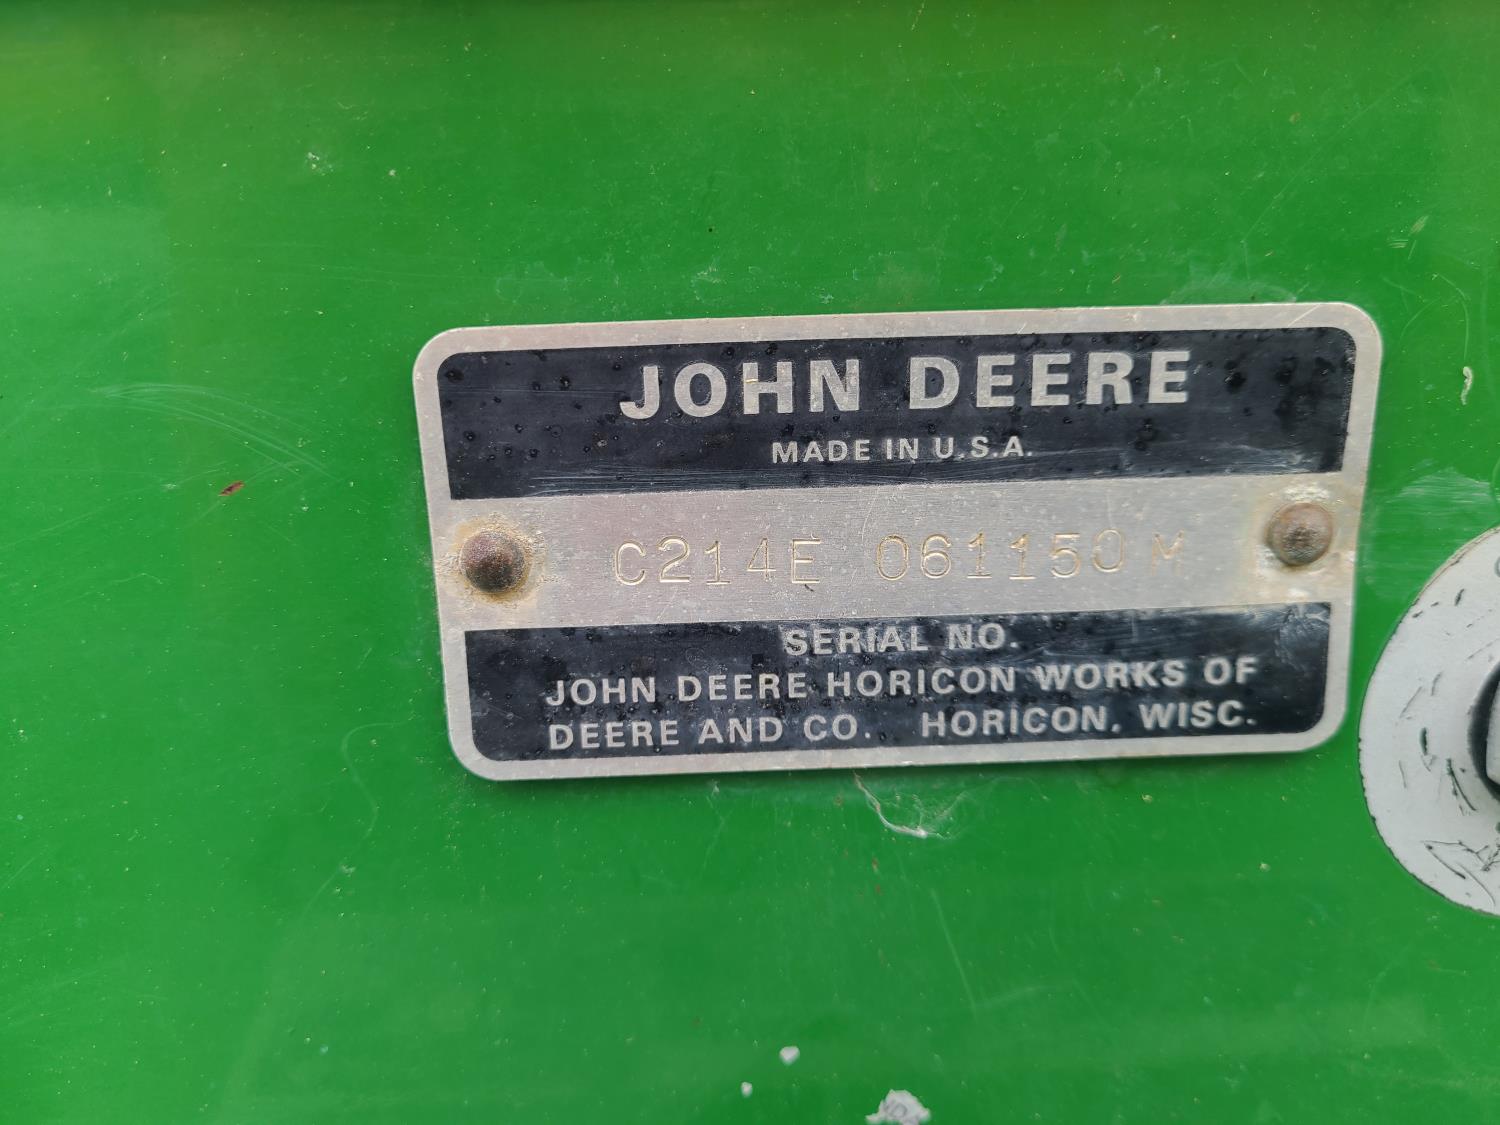 JOHN DEERE
MADE IN U.S.A.
C214E 061150M
SERIAL NO.
JOHN DEERE HORICON WORKS OF
DEERE AND CO. HORICON, WISC.